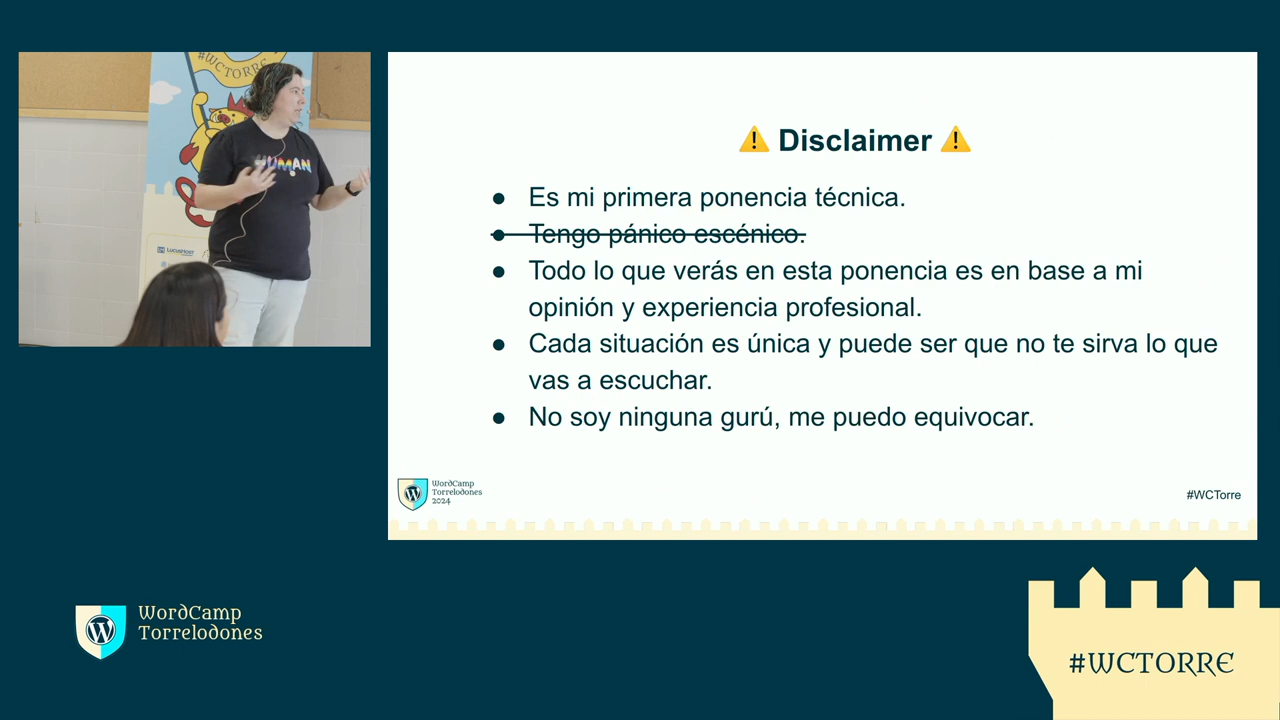 #WCTORRE
HUMAN
⚠️ Disclaimer ⚠️
● Es mi primera ponencia técnica.
● Tengo pánico escénico.
● Todo lo que verás en esta ponencia es en base a mi
opinión y experiencia profesional.
● Cada situación es única y puede ser que no te sirva lo que
vas a escuchar.
● No soy ninguna gurú, me puedo equivocar.
WordCamp
Torrelodones
2024
#WCTorre
WordCamp
Torrelodones
#WCTORRE